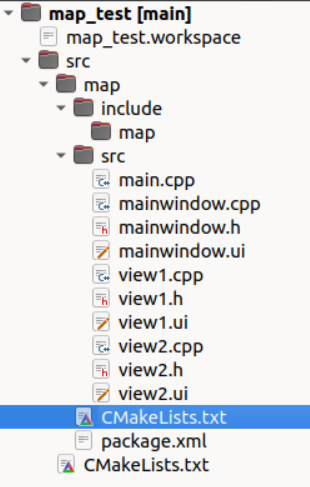 map_test [main]
map_test.workspace
src
map
include
map
src
main.cpp
mainwindow.cpp
mainwindow.h
mainwindow.ui
view1.cpp
view1.h
view1.ui
view2.cpp
view2.h
view2.ui
CMakeLists.txt
package.xml
CMakeLists.txt